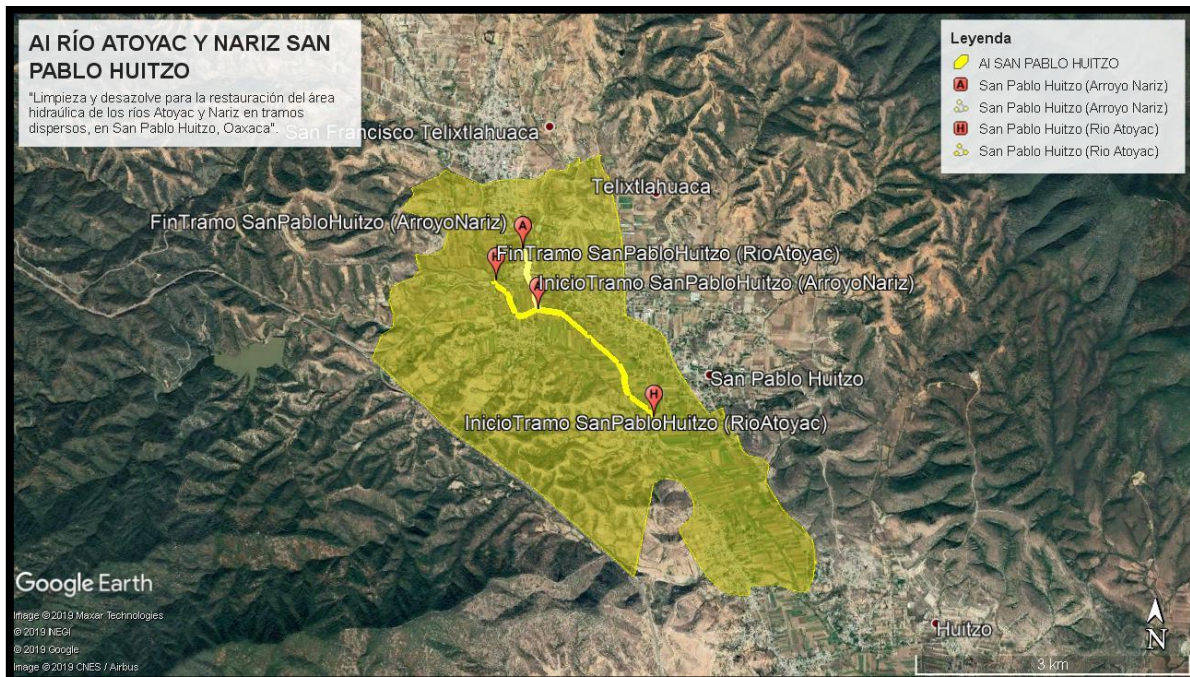 AI RÍO ATOYAC Y NARIZ SAN
PABLO HUITZO
"Limpieza y desazolve para la restauración del área
hidraúlica de los ríos Atoyac y Nariz en tramos
dispersos, en San Pablo Huitzo, Oaxaca".
Leyenda
AI SAN PABLO HUITZO
A San Pablo Huitzo (Arroyo Nariz)
San Pablo Huitzo (Arroyo Nariz)
H San Pablo Huitzo (Rio Atoyac)
San Pablo Huitzo (Rio Atoyac)
San Francisco Telixtlahuaca
Telixtlahuaca
FinTramo SanPabloHuitzo (ArroyoNariz)
A
H
FinTramo SanPabloHuitzo (RioAtoyac)
A
InicioTramo SanPabloHuitzo (ArroyoNariz)
San Pablo Huitzo
H
InicioTramo SanPabloHuitzo (RioAtoyac)
Huitzo
Google Earth
Image © 2019 Maxar Technologies
© 2019 INEGI
© 2019 Google
Image © 2019 CNES / Airbus
N
3 km